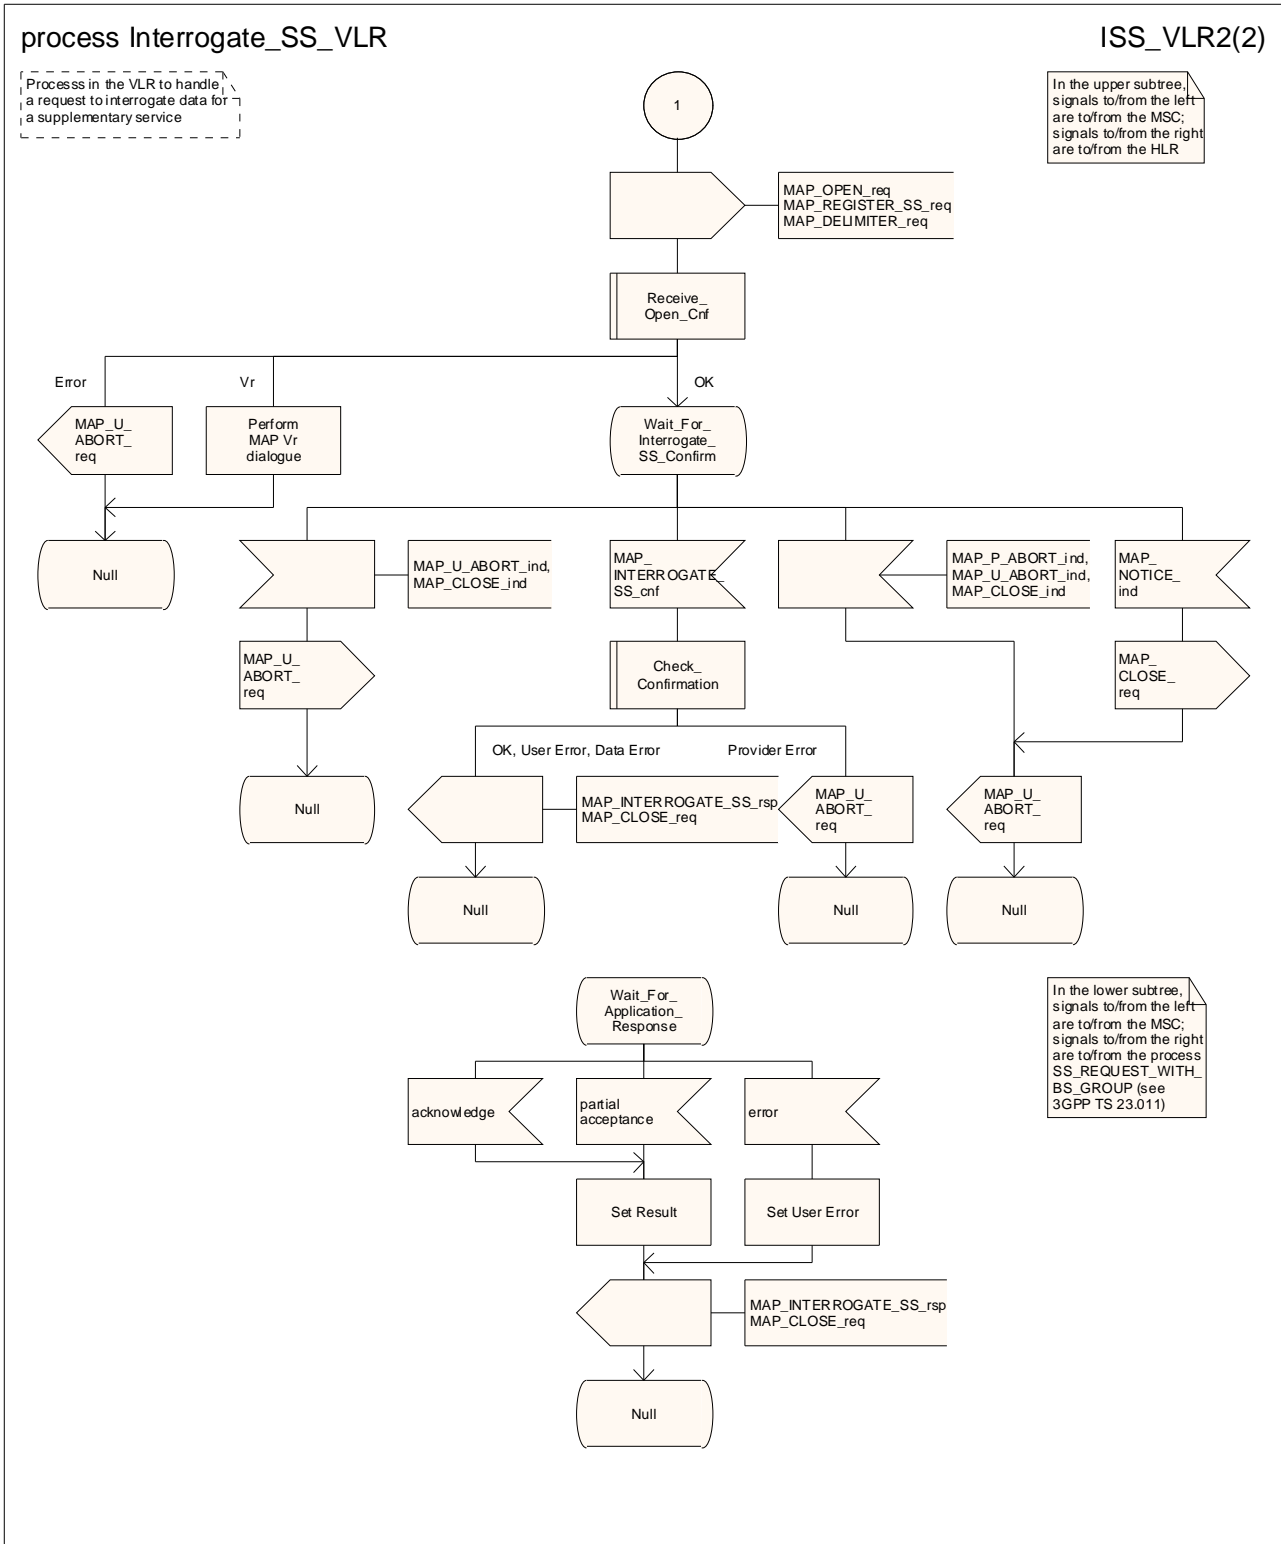 process Interrogate_SS_VLR
ISS_VLR2(2)
Processs in the VLR to handle
a request to interrogate data for
a supplementary service
1
In the upper subtree,
signals to/from the left
are to/from the MSC;
signals to/from the right
are to/from the HLR
MAP_OPEN_req
MAP_REGISTER_SS_req
MAP_DELIMITER_req
Receive_
Open_Cnf
Error
Vr
OK
MAP_U_
ABORT_
req
Perform
MAP Vr
dialogue
Wait_For_
Interrogate_
SS_Confirm
Null
MAP_U_ABORT_ind,
MAP_CLOSE_ind
MAP_
INTERROGATE_
SS_cnf
MAP_P_ABORT_ind,
MAP_U_ABORT_ind,
MAP_CLOSE_ind
MAP_
NOTICE_
ind
MAP_U_
ABORT_
req
Check_
Confirmation
MAP_
CLOSE_
req
OK, User Error, Data Error
Provider Error
Null
MAP_INTERROGATE_SS_rsp
MAP_CLOSE_req
MAP_U_
ABORT_
req
MAP_U_
ABORT_
req
Null
Null
Null
Wait_For_
Application_
Response
In the lower subtree,
signals to/from the left
are to/from the MSC;
signals to/from the right
are to/from the process
SS_REQUEST_WITH_
BS_GROUP (see
3GPP TS 23.011)
acknowledge
partial
acceptance
error
Set Result
Set User Error
MAP_INTERROGATE_SS_rsp
MAP_CLOSE_req
Null